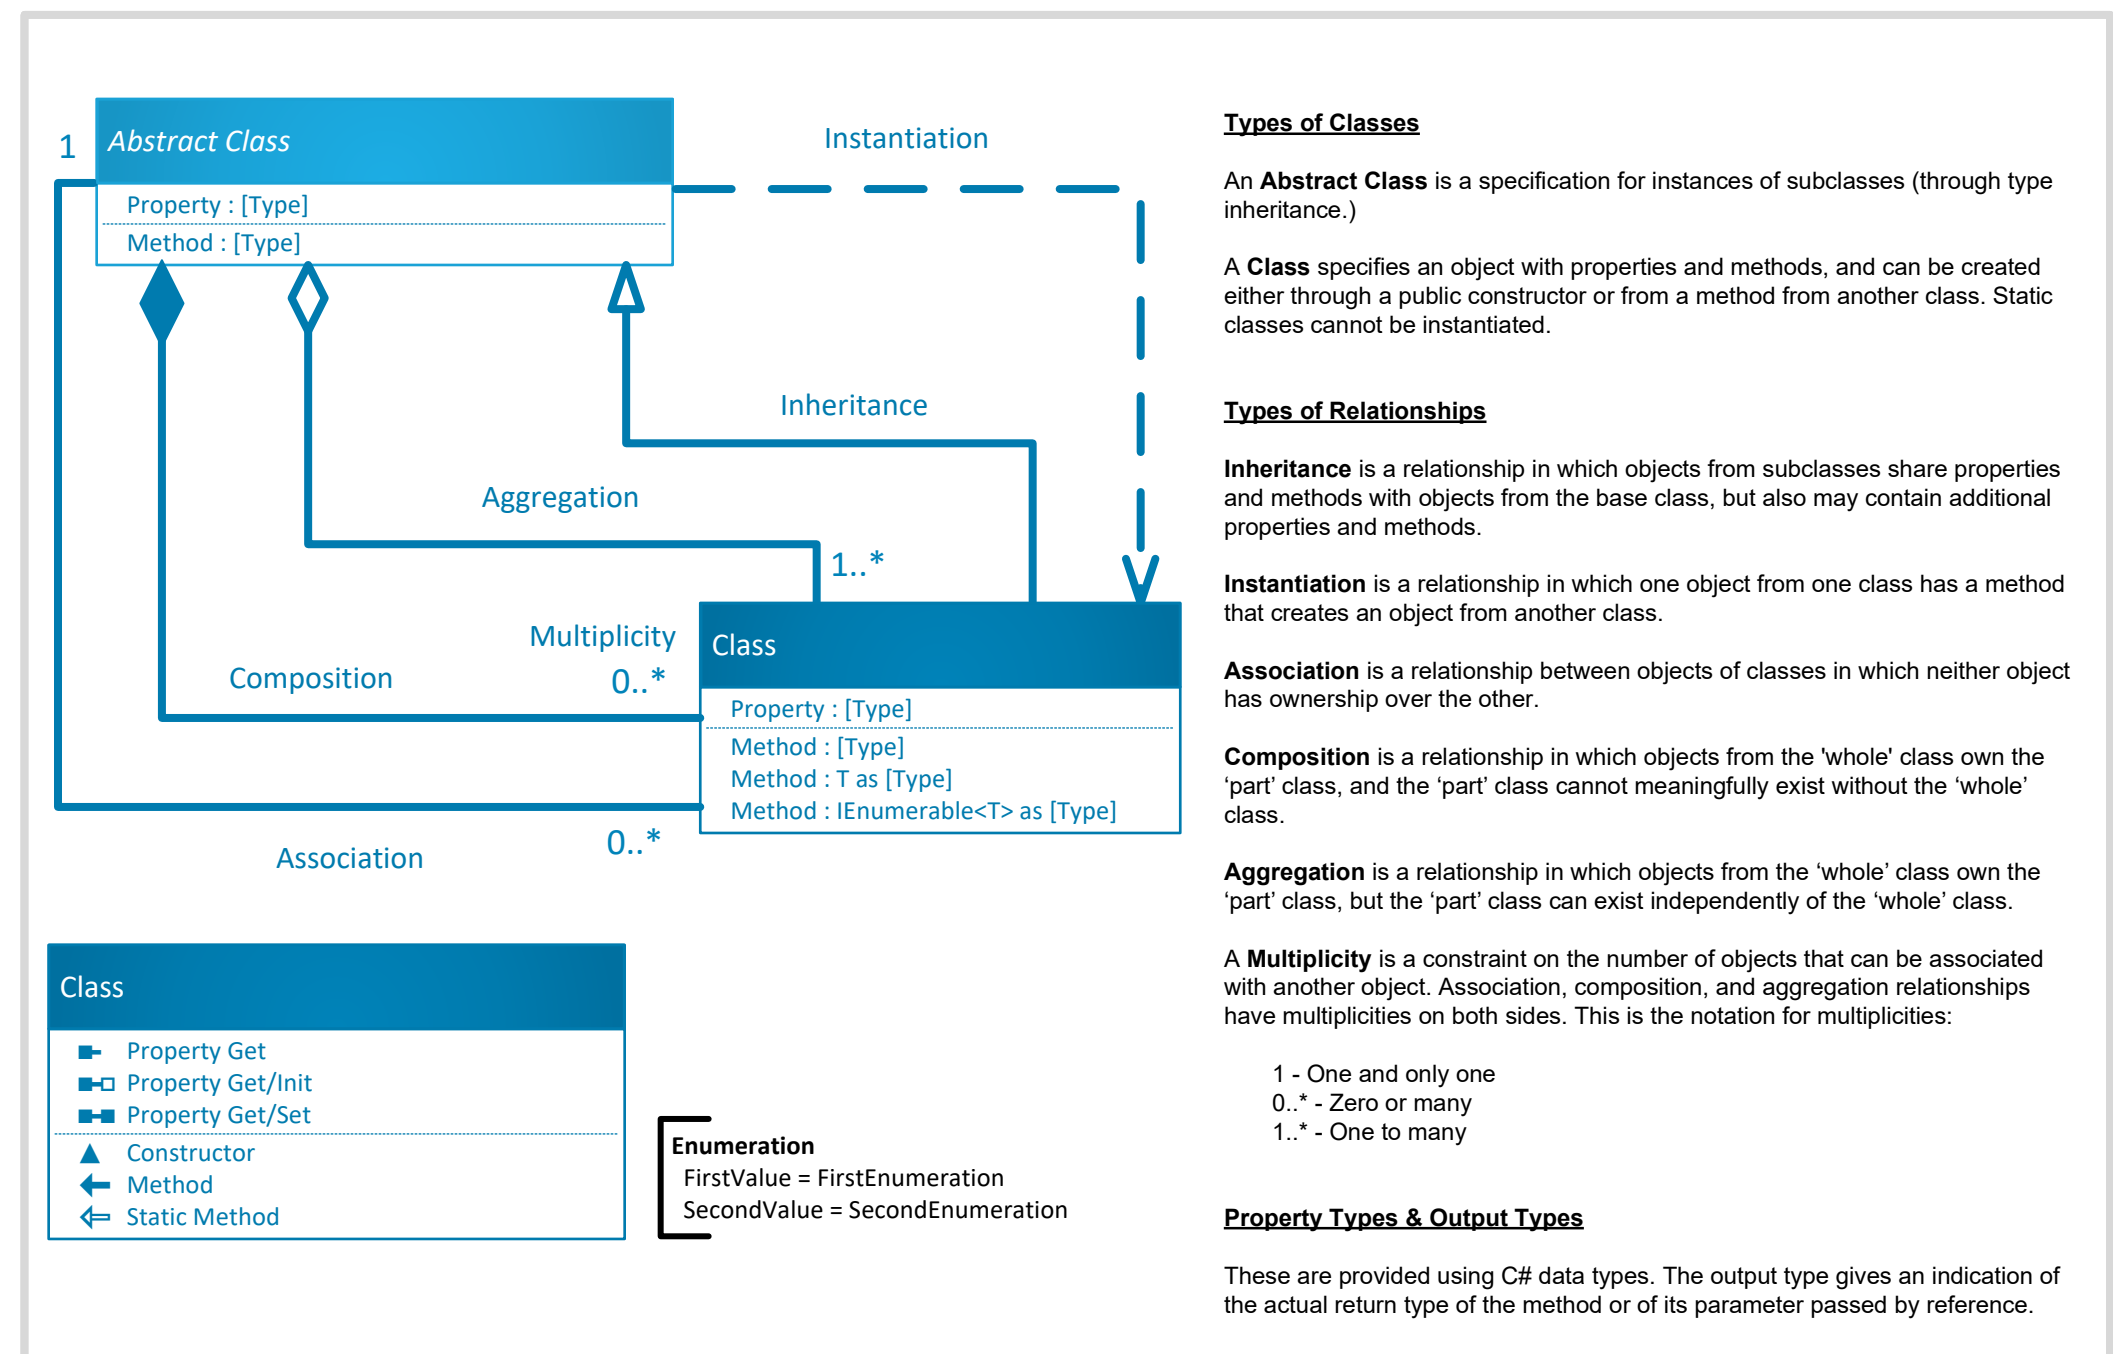 1
Abstract Class
Property : [Type]
Method : [Type]
Instantiation
Inheritance
Aggregation
1..*
Multiplicity
0..*
Composition
Class
Property : [Type]
Method : [Type]
Method : T as [Type]
Method : IEnumerable<T> as [Type]
0..*
Association
Class
Property Get
Property Get/Init
Property Get/Set
Constructor
Method
Static Method
Enumeration
FirstValue = FirstEnumeration
SecondValue = SecondEnumeration
Types of Classes
An Abstract Class is a specification for instances of subclasses (through type
inheritance.)
A Class specifies an object with properties and methods, and can be created
either through a public constructor or from a method from another class. Static
classes cannot be instantiated.
Types of Relationships
Inheritance is a relationship in which objects from subclasses share properties
and methods with objects from the base class, but also may contain additional
properties and methods.
Instantiation is a relationship in which one object from one class has a method
that creates an object from another class.
Association is a relationship between objects of classes in which neither object
has ownership over the other.
Composition is a relationship in which objects from the 'whole' class own the
‘part’ class, and the ‘part’ class cannot meaningfully exist without the ‘whole’
class.
Aggregation is a relationship in which objects from the ‘whole’ class own the
‘part’ class, but the ‘part’ class can exist independently of the ‘whole’ class.
A Multiplicity is a constraint on the number of objects that can be associated
with another object. Association, composition, and aggregation relationships
have multiplicities on both sides. This is the notation for multiplicities:
1 - One and only one
0..* - Zero or many
1..* - One to many
Property Types & Output Types
These are provided using C# data types. The output type gives an indication of
the actual return type of the method or of its parameter passed by reference.